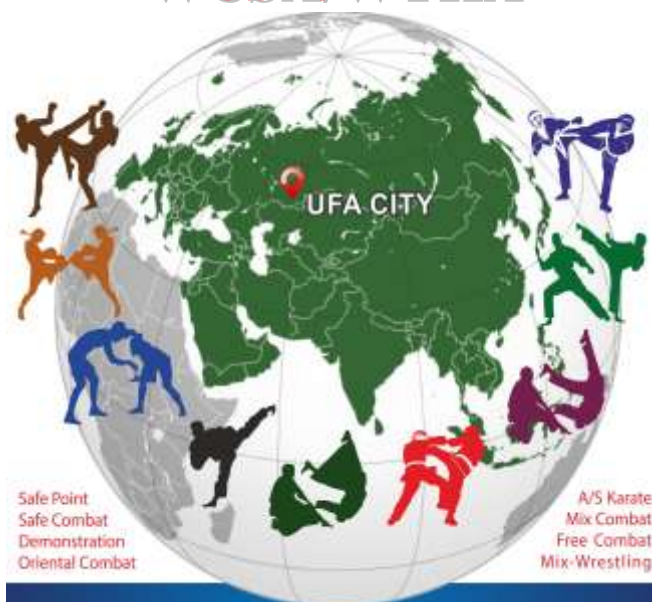 UFA CITY
Safe Point
Safe Combat
Demonstration
Oriental Combat
A/S Karate
Mix Combat
Free Combat
Mix-Wrestling